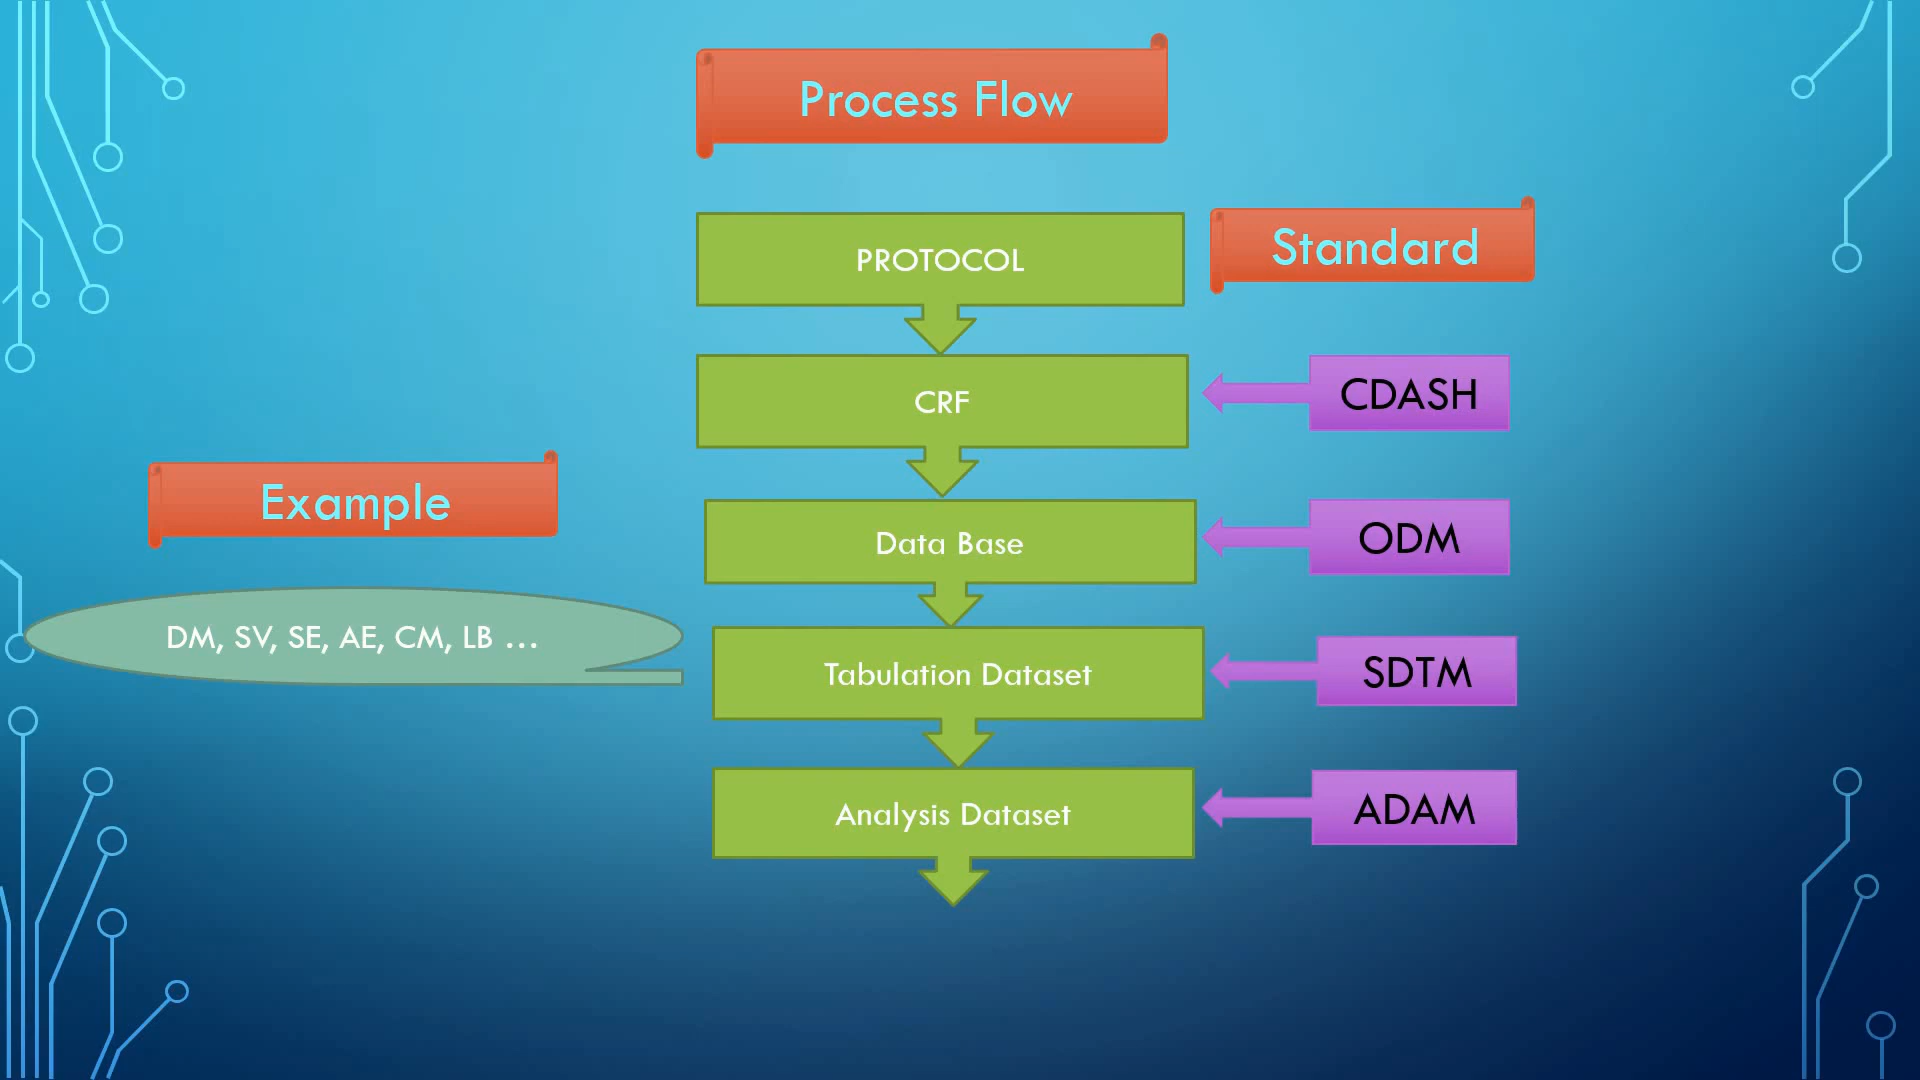 Process Flow
PROTOCOL
Standard
CRF
CDASH
Example
Data Base
ODM
DM, SV, SE, AE, CM, LB ...
Tabulation Dataset
SDTM
Analysis Dataset
ADAM